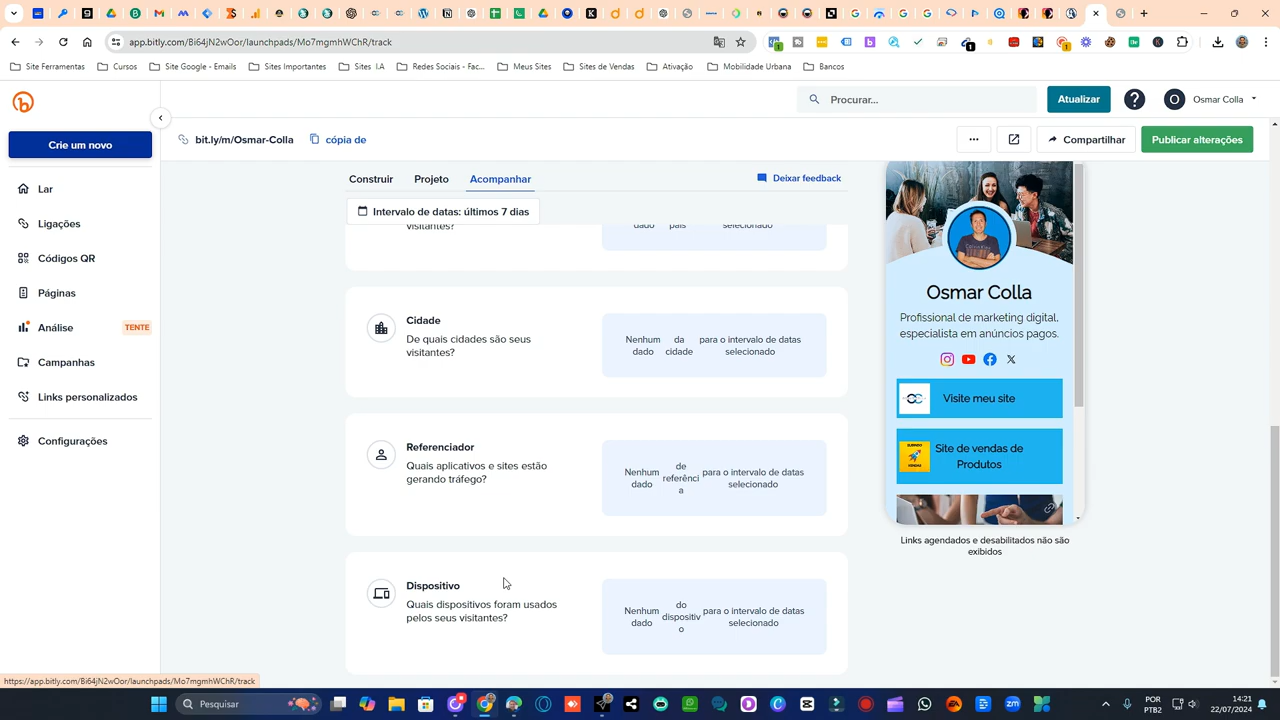 app.bitly.com/Bi64jN2wOor/launchpads/Mo7mgmhWChR/track
Site Ferramentas
Cursos
Site Google - Emails
Sites Importantes
Sites I.A
Redes Sociais - Fac...
Meus Sites
Sites de Vendas
Ativação
Mobilidade Urbana
Bancos
Procurar...
Atualizar
?
O
Osmar Colla
Crie um novo
bit.ly/m/Osmar-Colla
cópia de
...
Compartilhar
Publicar alterações
Lar
Ligações
Códigos QR
Páginas
Análise
TENTE
Campanhas
Links personalizados
Configurações
Construir
Projeto
Acompanhar
Deixar feedback
Intervalo de datas: últimos 7 dias
visitantes?
dado
país
selecionado
Cidade
De quais cidades são seus
visitantes?
Nenhum
dado
da
cidade
para o intervalo de datas
selecionado
Referenciador
Quais aplicativos e sites estão
gerando tráfego?
Nenhum
dado
de
referênci
a
para o intervalo de datas
selecionado
Dispositivo
Quais dispositivos foram usados
pelos seus visitantes?
Nenhum
dado
do
dispositiv
o
para o intervalo de datas
selecionado
Osmar Colla
Profissional de marketing digital,
especialista em anúncios pagos.
Visite meu site
Site de vendas de
Produtos
Links agendados e desabilitados não são
exibidos
https://app.bitly.com/Bi64jN2wOor/launchpads/Mo7mgmhWChR/track
Pesquisar
POR
PTB2
14:21
22/07/2024